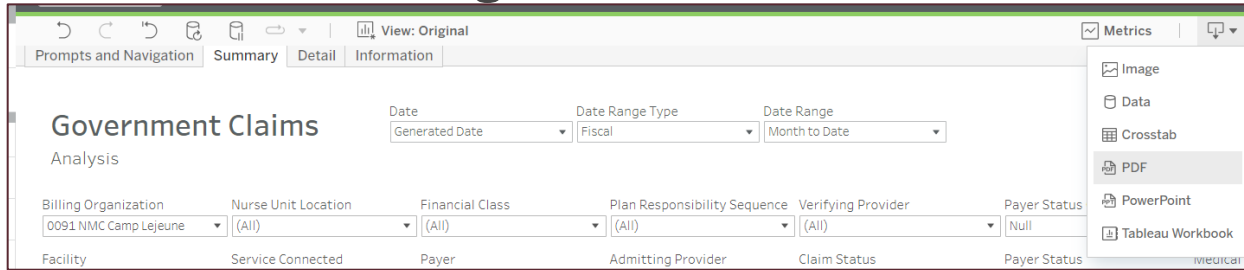 View: Original
Metrics
Prompts and Navigation Summary Detail Information
Image
Data
Crosstab
PDF
PowerPoint
Tableau Workbook
Government Claims
Analysis
Date Date Range Type Date Range
Generated Date Fiscal Month to Date
Billing Organization Nurse Unit Location Financial Class Plan Responsibility Sequence Verifying Provider Payer Status
0091 NMC Camp Lejeune (All) (All) (All) (All) Null
Facility Service Connected Payer Admitting Provider Claim Status Payer Status Medical